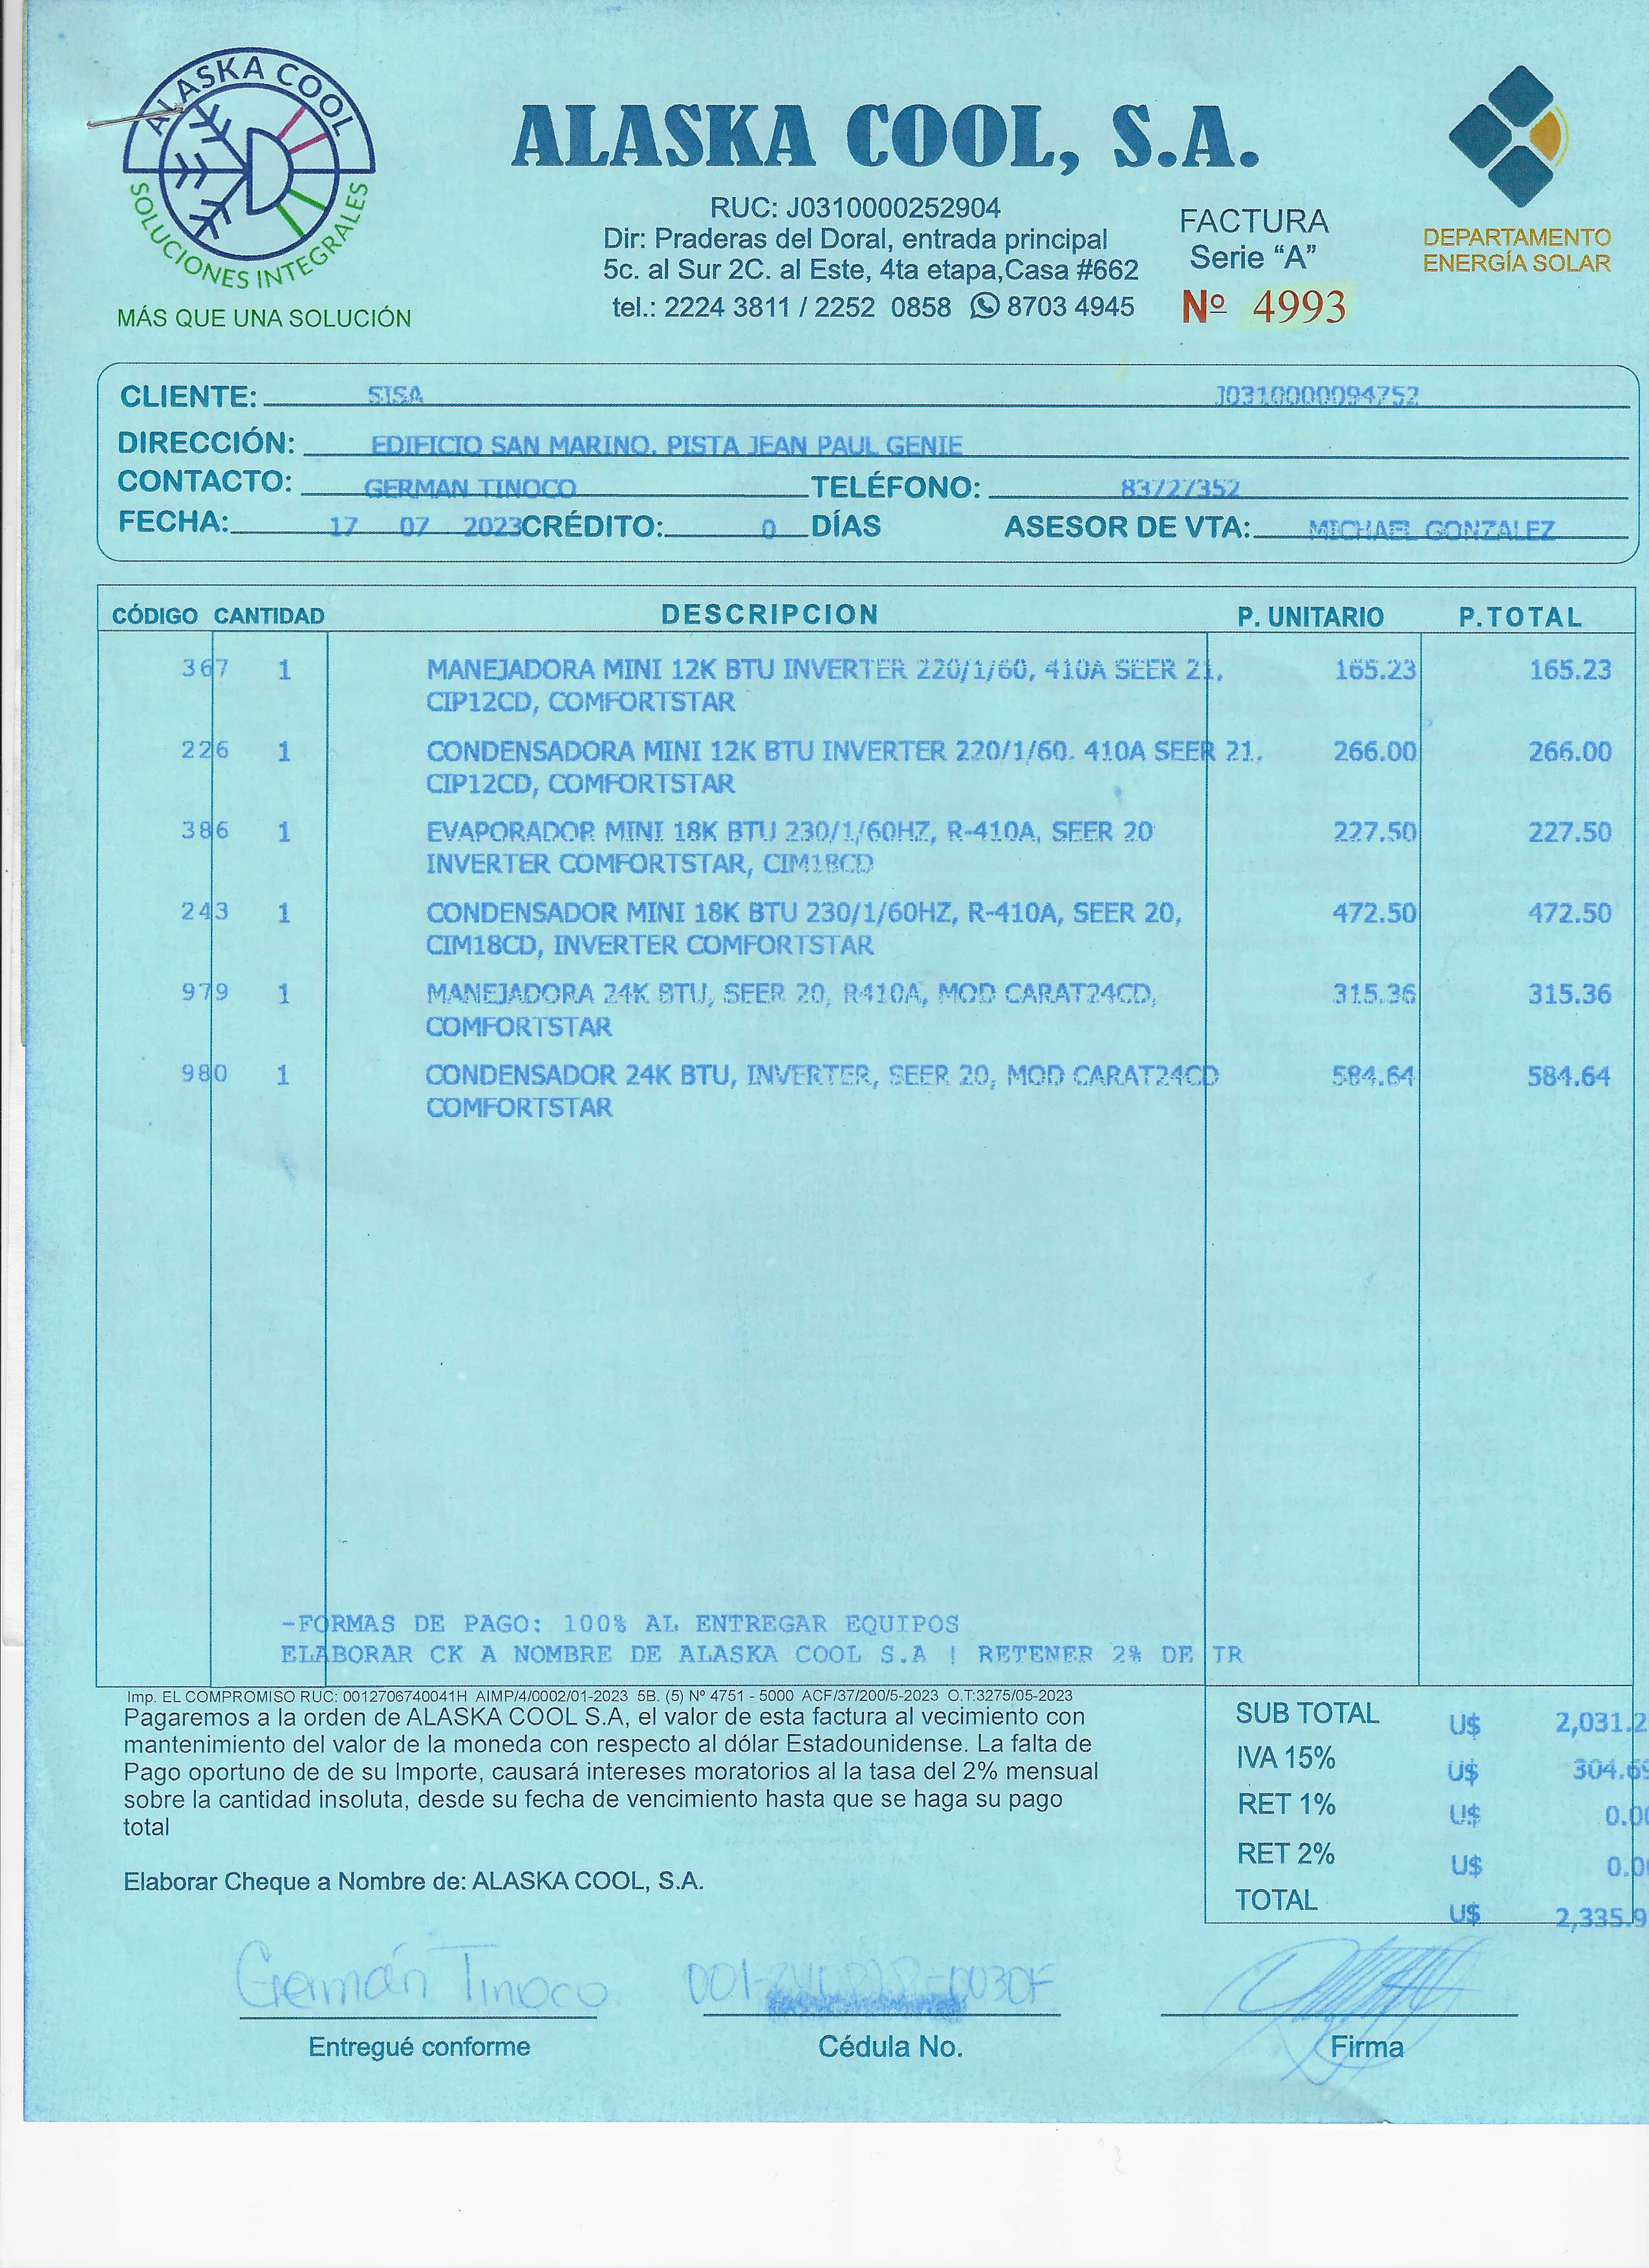 ALASKA COOL
SOLUCIONES INTEGRALES
MÁS QUE UNA SOLUCIÓN
ALASKA COOL, S.A.
RUC: J0310000252904
Dir: Praderas del Doral, entrada principal
5c. al Sur 2C. al Este, 4ta etapa,Casa #662
tel.: 2224 3811 / 2252 0858 8703 4945
FACTURA
Serie “A”
Nº 4993
DEPARTAMENTO
ENERGÍA SOLAR
CLIENTE: SISA J0310000094752
DIRECCIÓN: EDIFICIO SAN MARINO. PISTA JEAN PAUL GENIE
CONTACTO: GERMAN TINOCO TELÉFONO: 83727352
FECHA: 17 07 2023 CRÉDITO: 0 DÍAS ASESOR DE VTA: MICHAEL GONZALEZ
CÓDIGO CANTIDAD DESCRIPCION P. UNITARIO P.TOTAL
367 1 MANEJADORA MINI 12K BTU INVERTER 220/1/60, 410A SEER 21, 165.23 165.23
CIP12CD, COMFORTSTAR
226 1 CONDENSADORA MINI 12K BTU INVERTER 220/1/60. 410A SEER 21. 266.00 266.00
CIP12CD, COMFORTSTAR
386 1 EVAPORADOR MINI 18K BTU 230/1/60HZ, R-410A, SEER 20 227.50 227.50
INVERTER COMFORTSTAR, CIM18CD
243 1 CONDENSADOR MINI 18K BTU 230/1/60HZ, R-410A, SEER 20, 472.50 472.50
CIM18CD, INVERTER COMFORTSTAR
979 1 MANEJADORA 24K BTU, SEER 20, R410A, MOD CARAT24CD, 315.36 315.36
COMFORTSTAR
980 1 CONDENSADOR 24K BTU, INVERTER, SEER 20, MOD CARAT24CD 584.64 584.64
COMFORTSTAR
-FORMAS DE PAGO: 100% AL ENTREGAR EQUIPOS
ELABORAR CK A NOMBRE DE ALASKA COOL S.A ! RETENER 2% DE TR
Imp. EL COMPROMISO RUC: 0012706740041H AIMP/4/0002/01-2023 5B. (5) Nº 4751 - 5000 ACF/37/200/5-2023 O.T:3275/05-2023
Pagaremos a la orden de ALASKA COOL S.A, el valor de esta factura al vecimiento con
mantenimiento del valor de la moneda con respecto al dólar Estadounidense. La falta de
Pago oportuno de de su Importe, causará intereses moratorios al la tasa del 2% mensual
sobre la cantidad insoluta, desde su fecha de vencimiento hasta que se haga su pago
total
Elaborar Cheque a Nombre de: ALASKA COOL, S.A.
SUB TOTAL U$ 2,031.2
IVA 15% U$ 304.69
RET 1% U$ 0.00
RET 2% U$ 0.0
TOTAL U$ 2,335.9
Germán Tinoco
Entregué conforme
Cédula No.
Firma